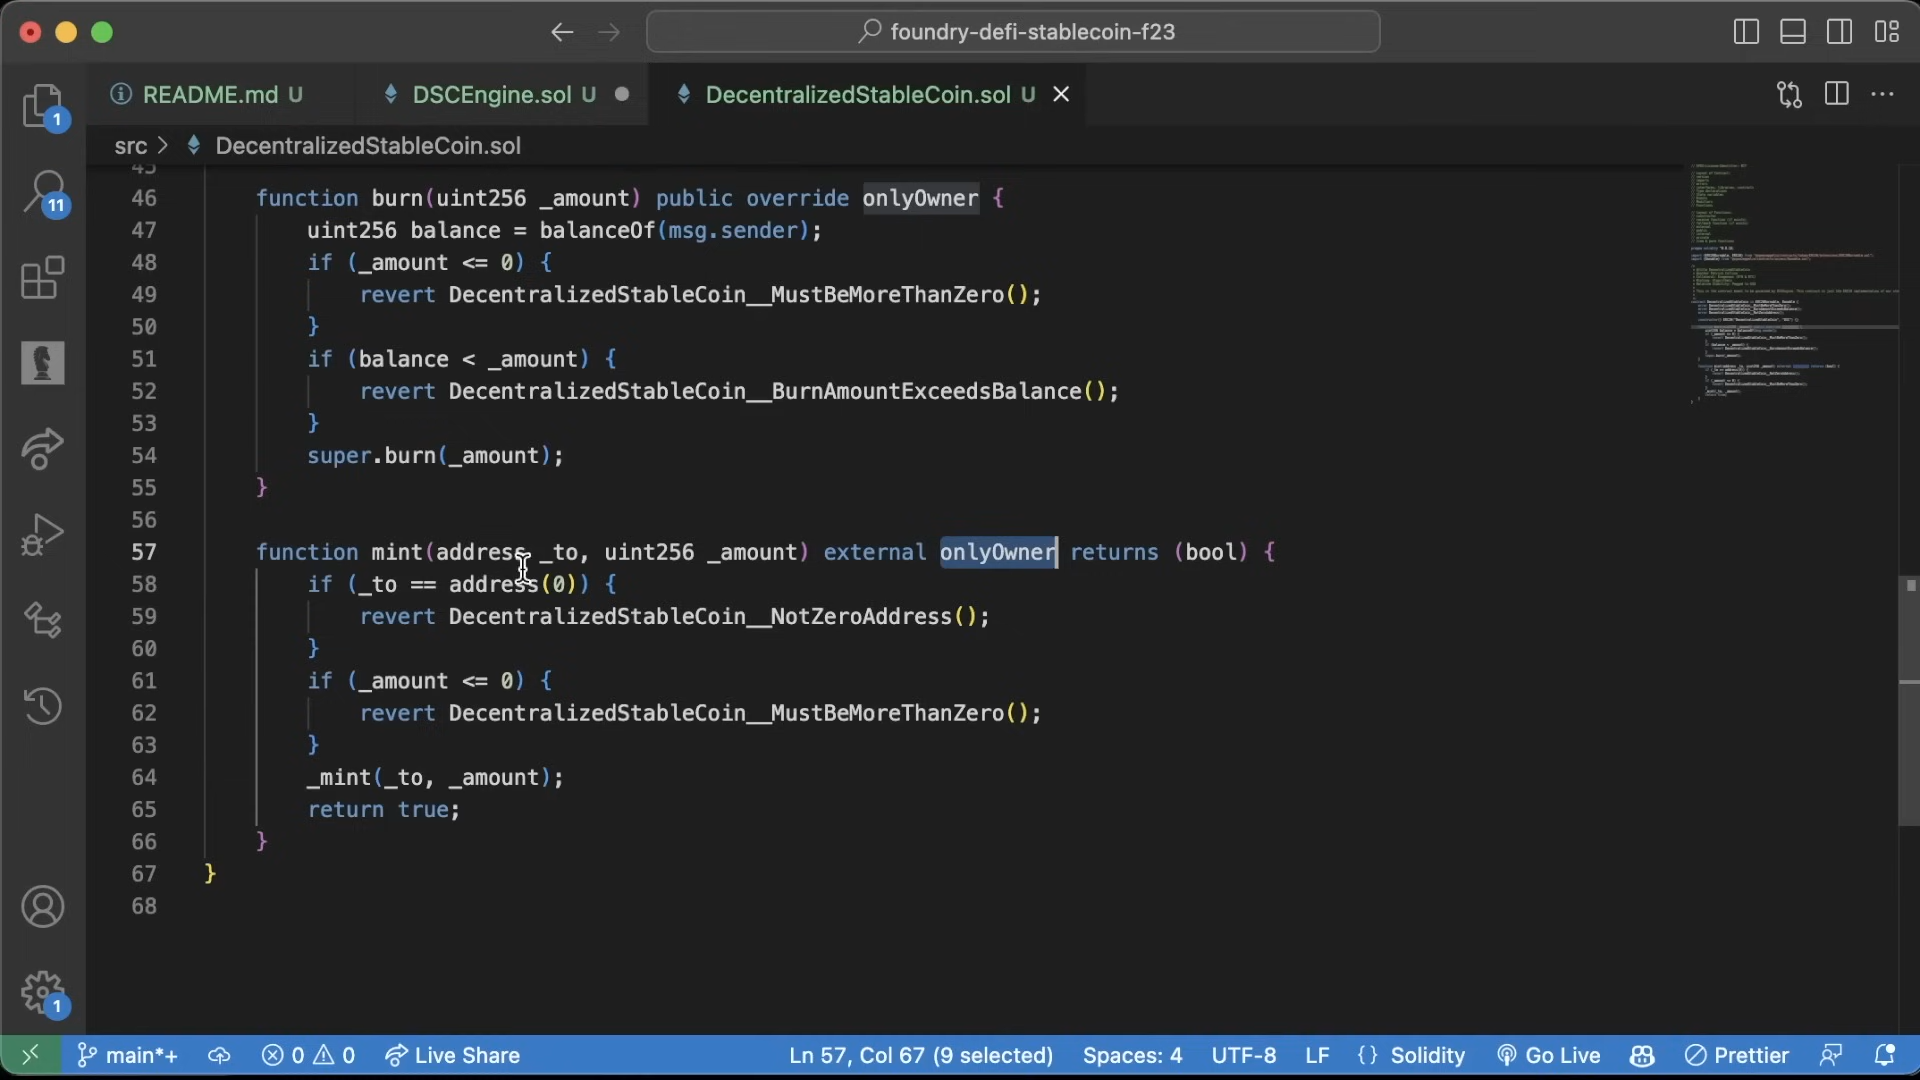 foundry-defi-stablecoin-f23
README.md U
DSCEngine.sol U
DecentralizedStableCoin.sol U
1
src > DecentralizedStableCoin.sol
11
45
46 function burn(uint256 _amount) public override onlyOwner {
47 uint256 balance = balanceOf(msg.sender);
48 if (_amount <= 0) {
49 revert DecentralizedStableCoin__MustBeMoreThanZero();
50 }
51 if (balance < _amount) {
52 revert DecentralizedStableCoin__BurnAmountExceedsBalance();
53 }
54 super.burn(_amount);
55 }
56
57 function mint(address _to, uint256 _amount) external onlyOwner returns (bool) {
58 if (_to == address(0)) {
59 revert DecentralizedStableCoin__NotZeroAddress();
60 }
61 if (_amount <= 0) {
62 revert DecentralizedStableCoin__MustBeMoreThanZero();
63 }
64 _mint(_to, _amount);
65 return true;
66 }
67 }
68
1
main*+ 0 0 Live Share Ln 57, Col 67 (9 selected) Spaces: 4 UTF-8 LF {} Solidity Go Live Prettier